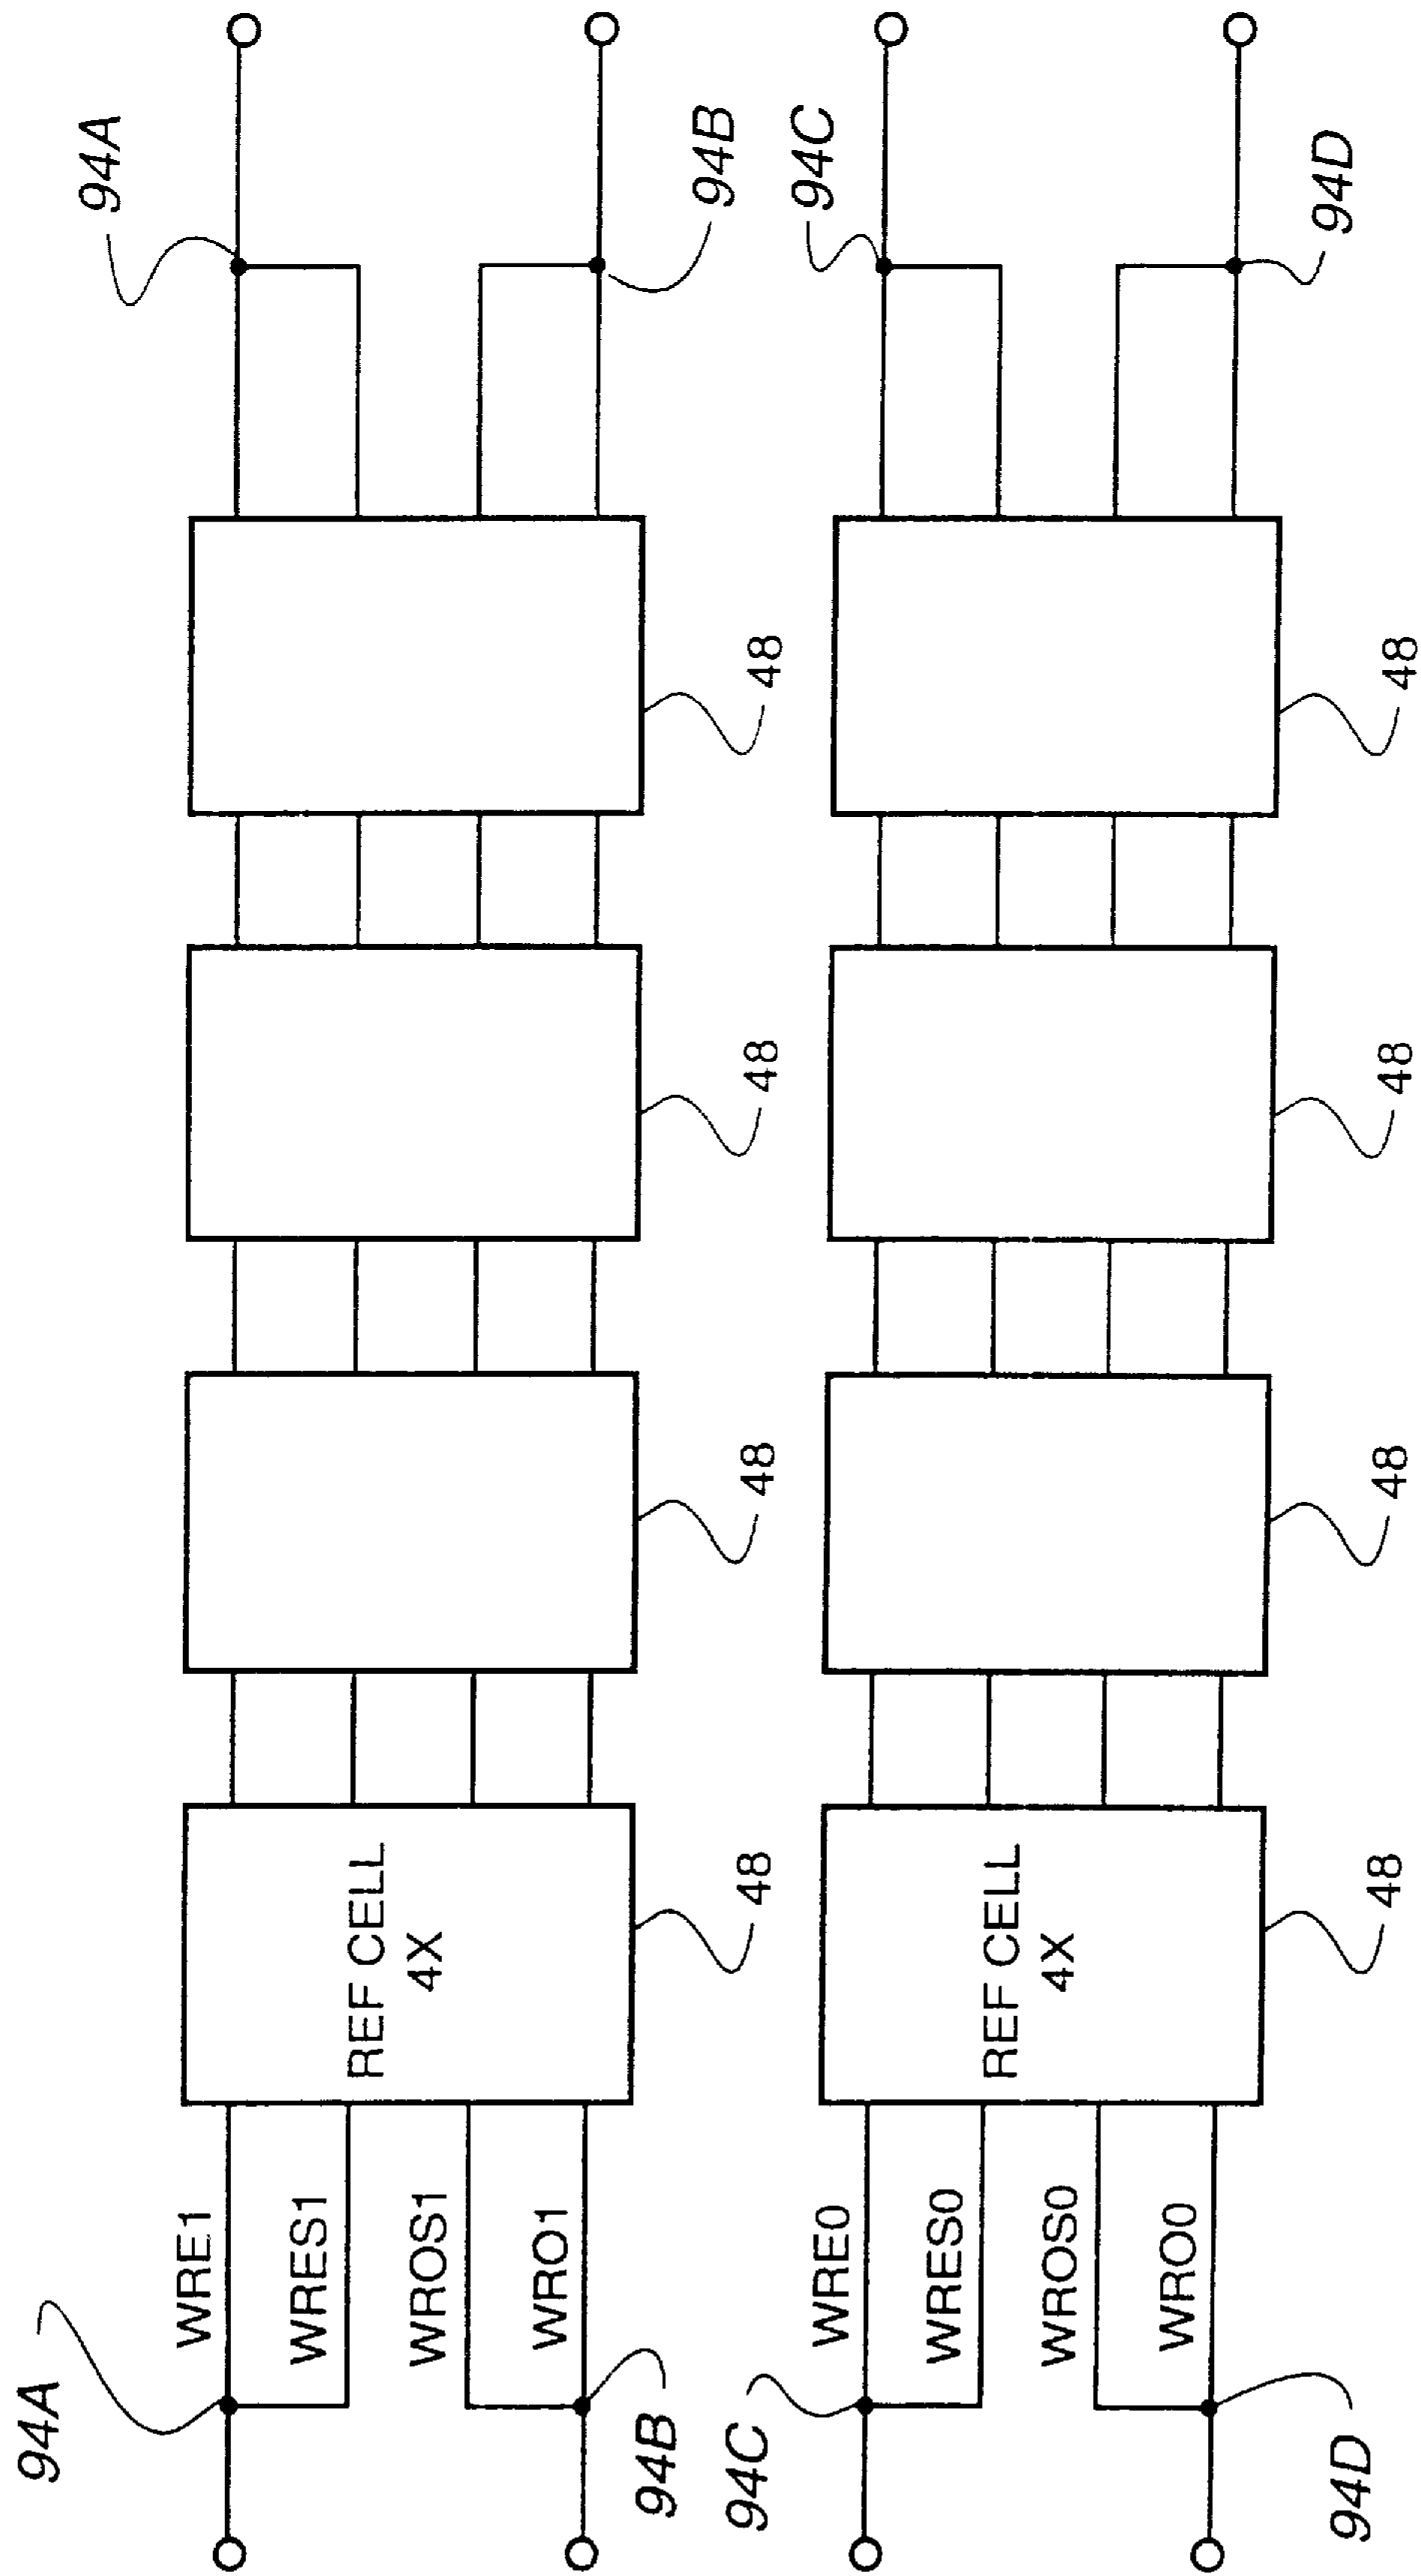 94A
94B
94C
94D
48
48
48
48
48
48
REF CELL
4X
48
REF CELL
4X
48
WRE1
WRES1
WROS1
WRO1
WRE0
WRES0
WROS0
WRO0
94A
94B
94C
94D